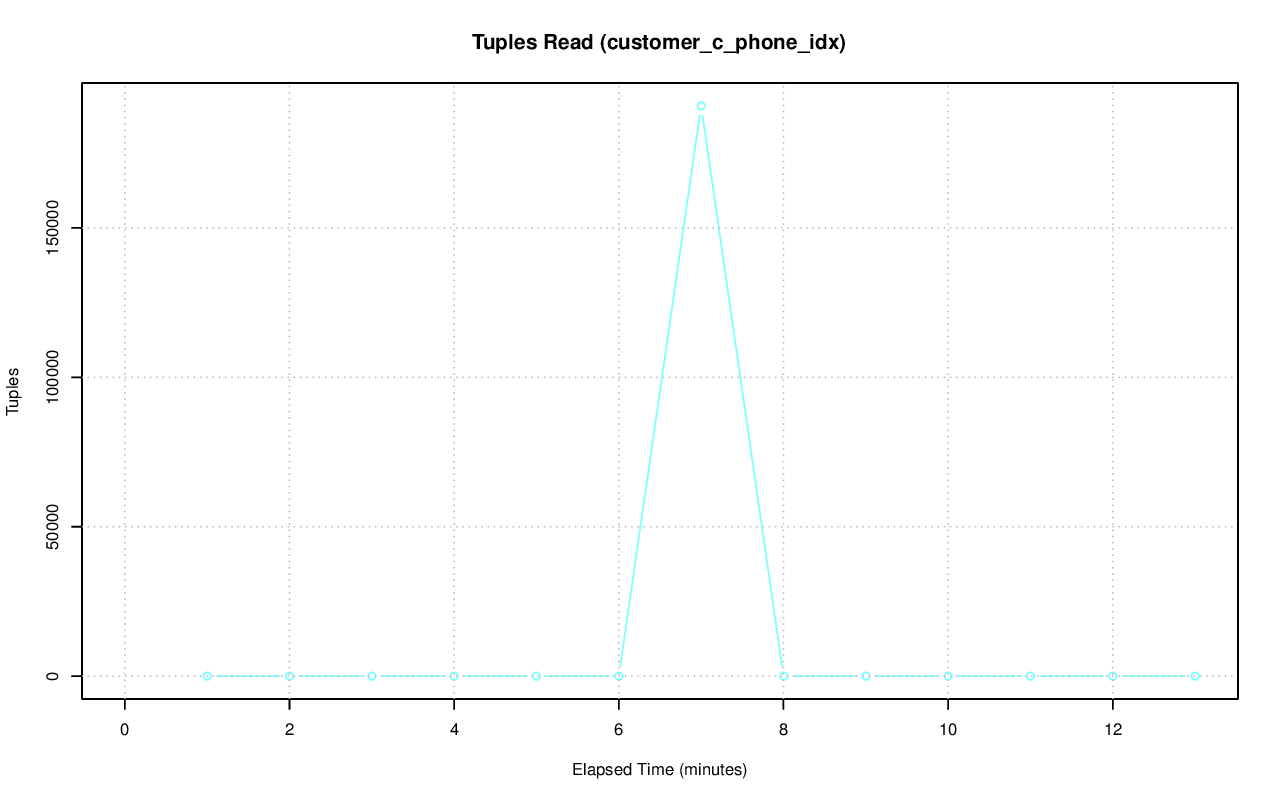 Tuples Read (customer_c_phone_idx)
150000
100000
50000
0
Tuples
0 2 4 6 8 10 12
Elapsed Time (minutes)